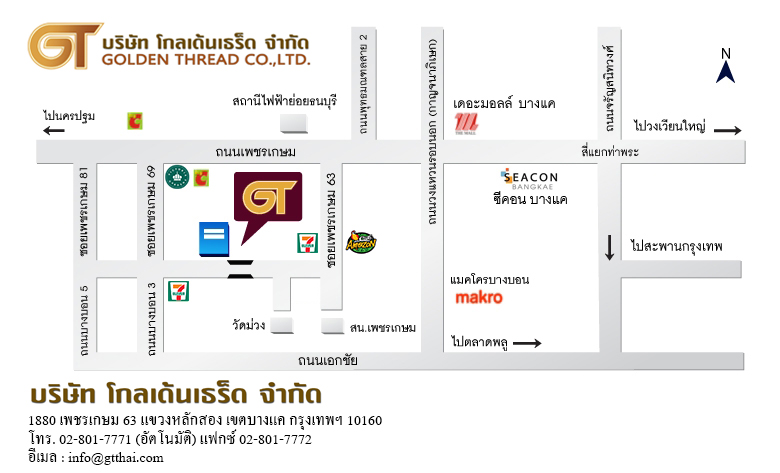 GT
บริษัท โกลเด้นเธร็ด จำกัด
GOLDEN THREAD CO.,LTD.
N
ถนนพุทธมณฑลสาย 2
ถนนวงแหวนรอบนอก (กาญจนาภิเษก)
ถนนจรัญสนิทวงศ์
สถานีไฟฟ้าย่อยธนบุรี
เดอะมอลล์ บางแค
THE MALL
ไปนครปฐม
ไปวงเวียนใหญ่
ถนนเพชรเกษม
สี่แยกท่าพระ
ซอยเพชรเกษม 81
ซอยเพชรเกษม 69
ซอยเพชรเกษม 63
GT
SEACON
BANGKAE
ซีคอน บางแค
7 ELEVEN
Amazon
ไปสะพานกรุงเทพ
แมคโครบางบอน
makro
7 ELEVEN
ถนนบางบอน 5
ถนนบางบอน 3
วัดม่วง
สน.เพชรเกษม
ไปตลาดพลู
ถนนเอกชัย
บริษัท โกลเด้นเธร็ด จำกัด
1880 เพชรเกษม 63 แขวงหลักสอง เขตบางแค กรุงเทพฯ 10160
โทร. 02-801-7771 (อัตโนมัติ) แฟกซ์ 02-801-7772
อีเมล : info@gtthai.com